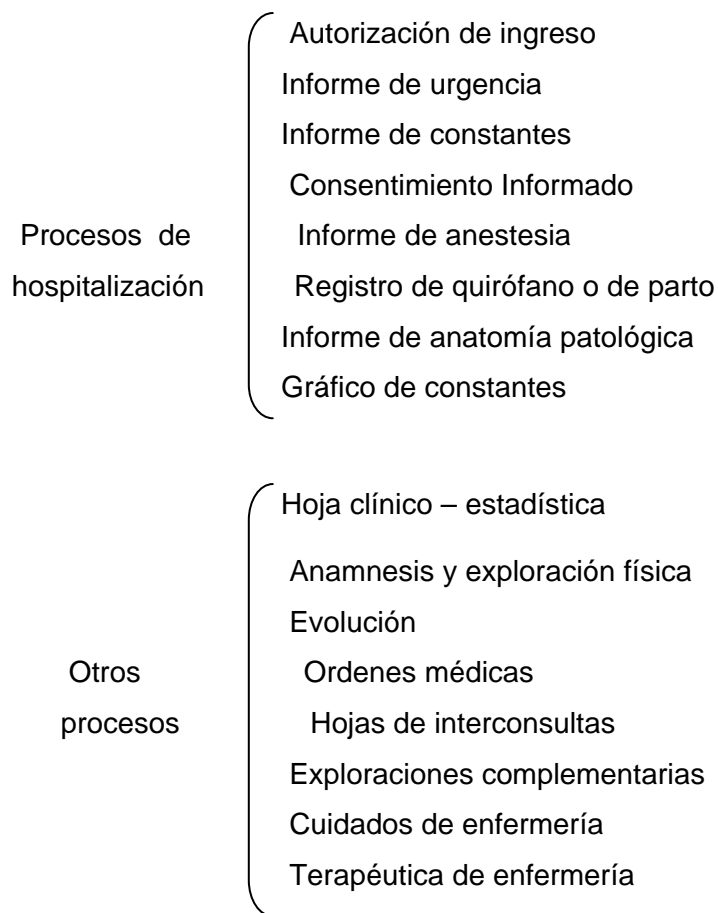 Autorización de ingreso
Informe de urgencia
Informe de constantes
Consentimiento Informado
Procesos de
Informe de anestesia
hospitalización
Registro de quirófano o de parto
Informe de anatomía patológica
Gráfico de constantes
Hoja clínico – estadística
Anamnesis y exploración física
Evolución
Otros
Ordenes médicas
procesos
Hojas de interconsultas
Exploraciones complementarias
Cuidados de enfermería
Terapéutica de enfermería